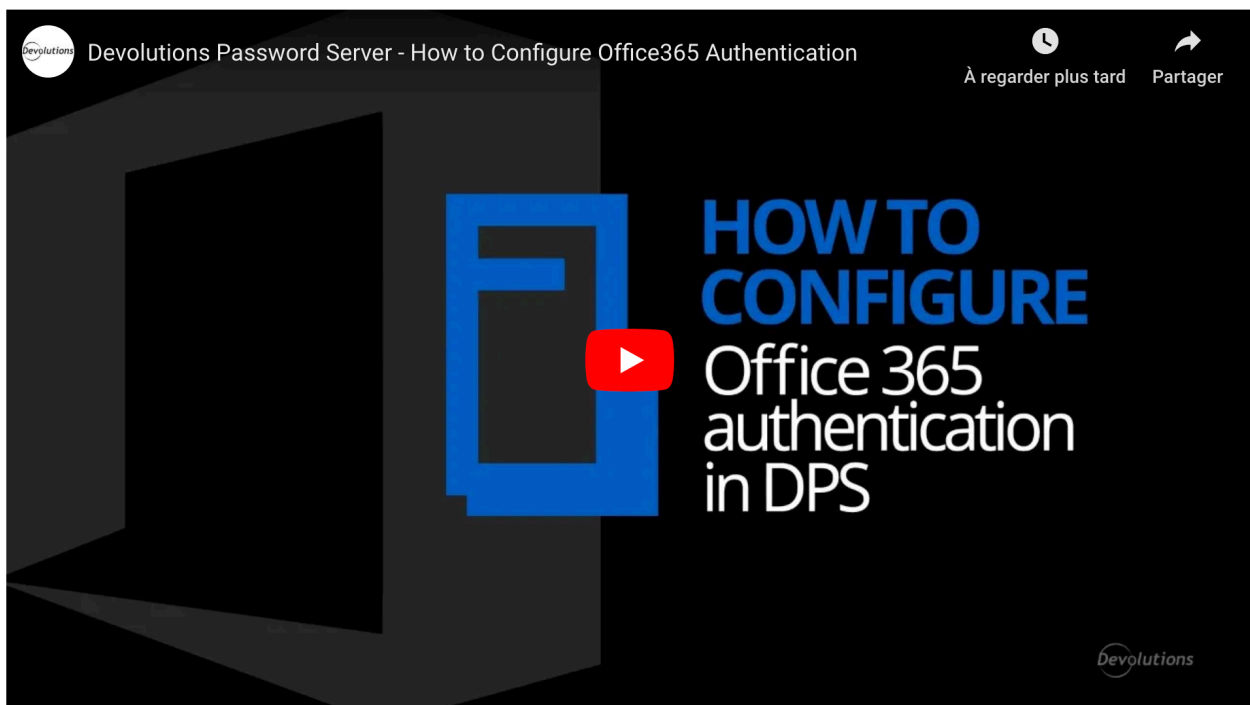 Devolutions
Devolutions Password Server - How to Configure Office365 Authentication
À regarder plus tard
Partager
HOW TO
CONFIGURE
Office 365
authentication
in DPS
Devolutions